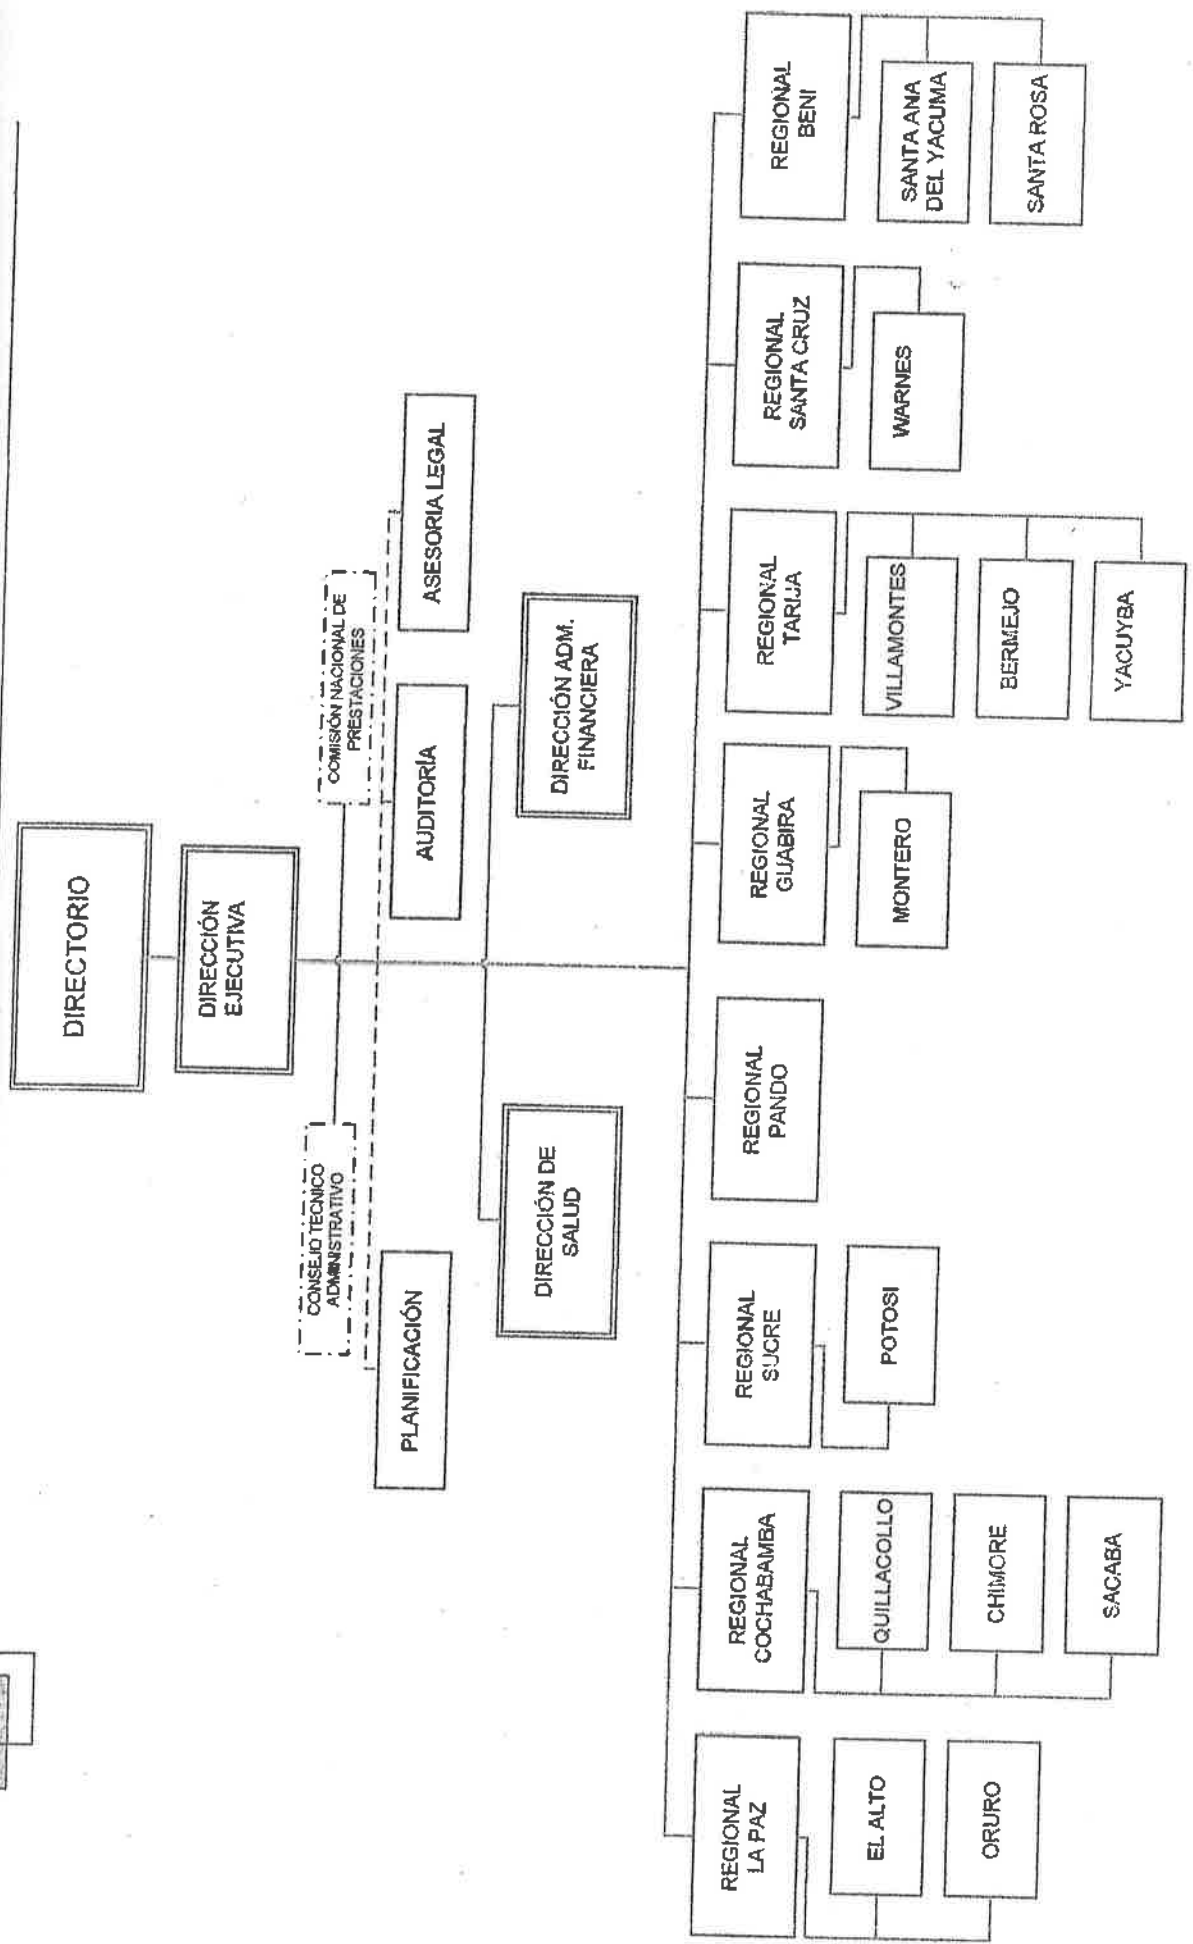 DIRECTORIO
DIRECCIÓN
EJECUTIVA
CONSEJO TECNICO
ADMINISTRATIVO
COMISIÓN NACIONAL DE
PRESTACIONES
PLANIFICACIÓN
AUDITORÍA
ASESORIA LEGAL
DIRECCIÓN DE
SALUD
DIRECCIÓN ADM.
FINANCIERA
REGIONAL
LA PAZ
EL ALTO
ORURO
REGIONAL
COCHABAMBA
QUILLACOLLO
CHIMORE
SACABA
REGIONAL
SUCRE
POTOSI
REGIONAL
PANDO
REGIONAL
GUABIRA
MONTERO
REGIONAL
TARIJA
VILLAMONTES
BERMEJO
YACUYBA
REGIONAL
SANTA CRUZ
WARNES
REGIONAL
BENI
SANTA ANA
DEL YACUMA
SANTA ROSA